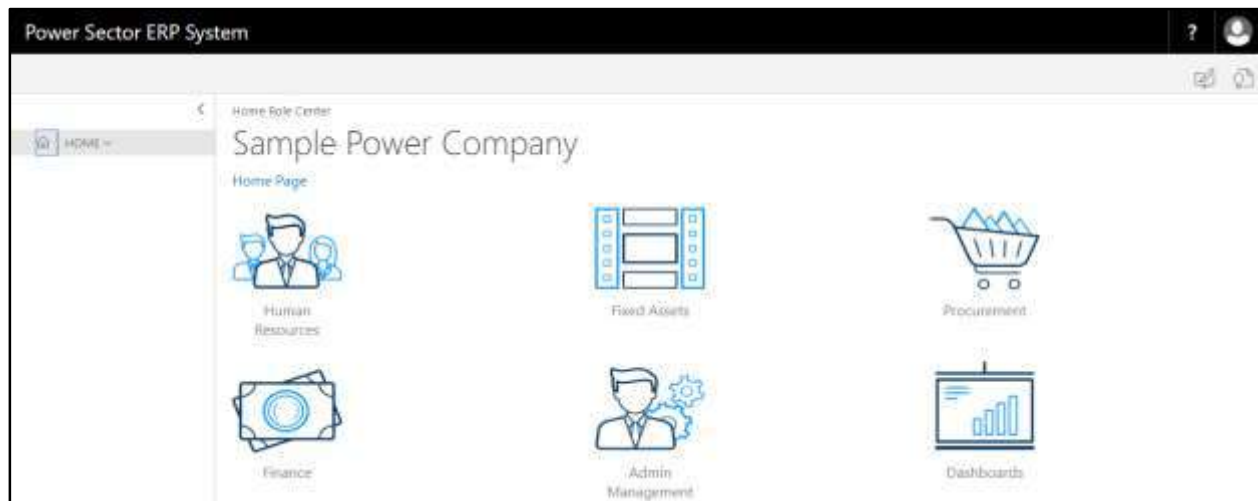 Power Sector ERP System
?
Home Role Center
HOME
Sample Power Company
Home Page
Human
Resources
Fixed Assets
Procurement
Finance
Admin
Management
Dashboards